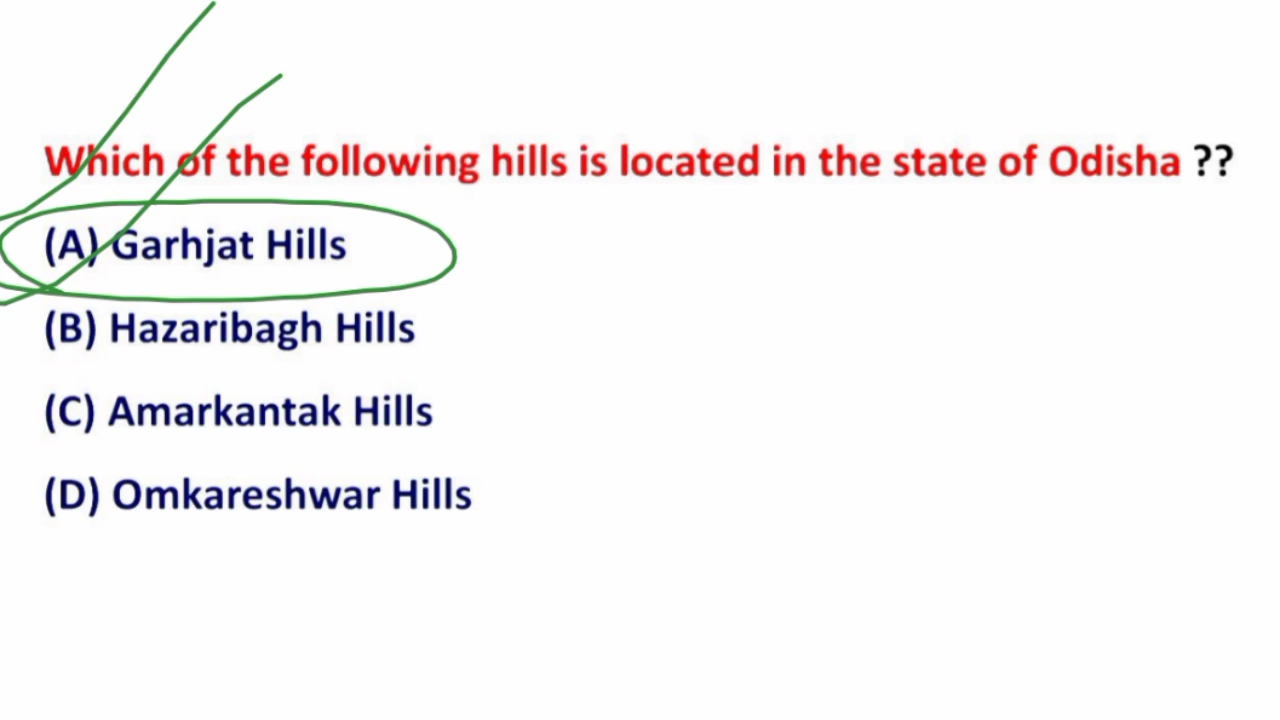 Which of the following hills is located in the state of Odisha ??
(A) Garhjat Hills
(B) Hazaribagh Hills
(C) Amarkantak Hills
(D) Omkareshwar Hills